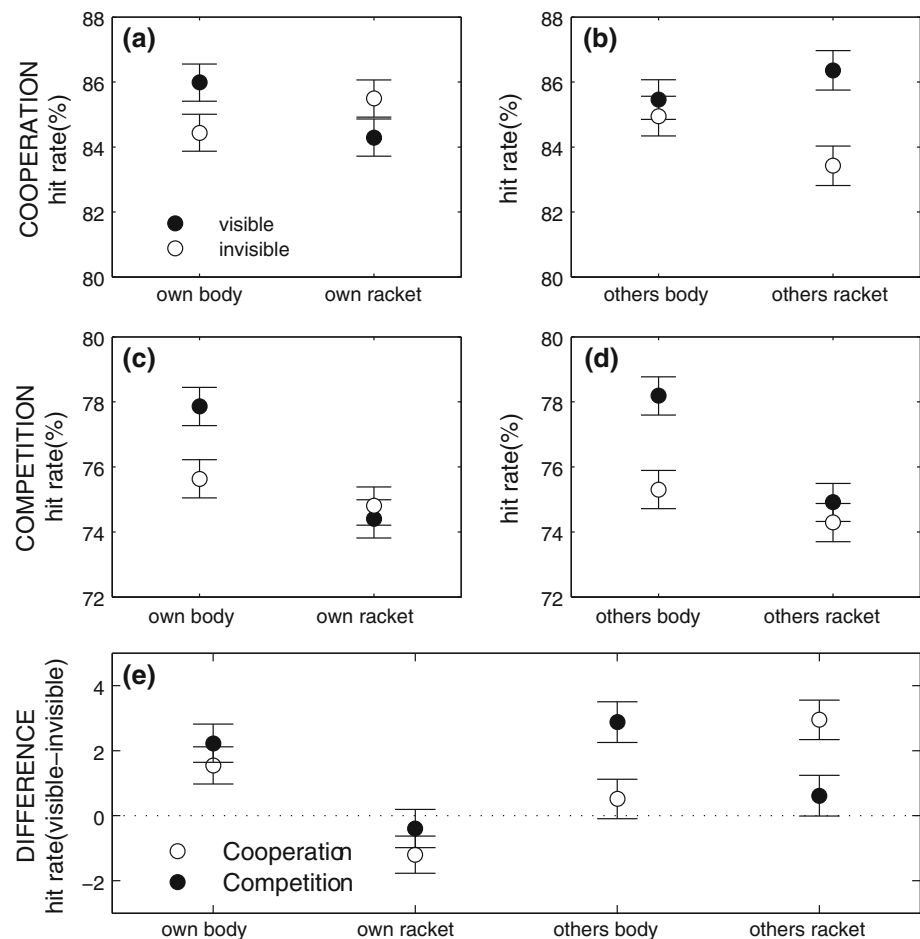 (a)
COOPERATION
hit rate(%)
88
86
84
82
80
visible
invisible
own body
own racket
(b)
hit rate(%)
88
86
84
82
80
others body
others racket
(c)
COMPETITION
hit rate(%)
80
78
76
74
72
own body
own racket
(d)
hit rate(%)
80
78
76
74
72
others body
others racket
(e)
DIFFERENCE
hit rate(visible–invisible)
4
2
0
−2
Cooperation
Competition
own body
own racket
others body
others racket